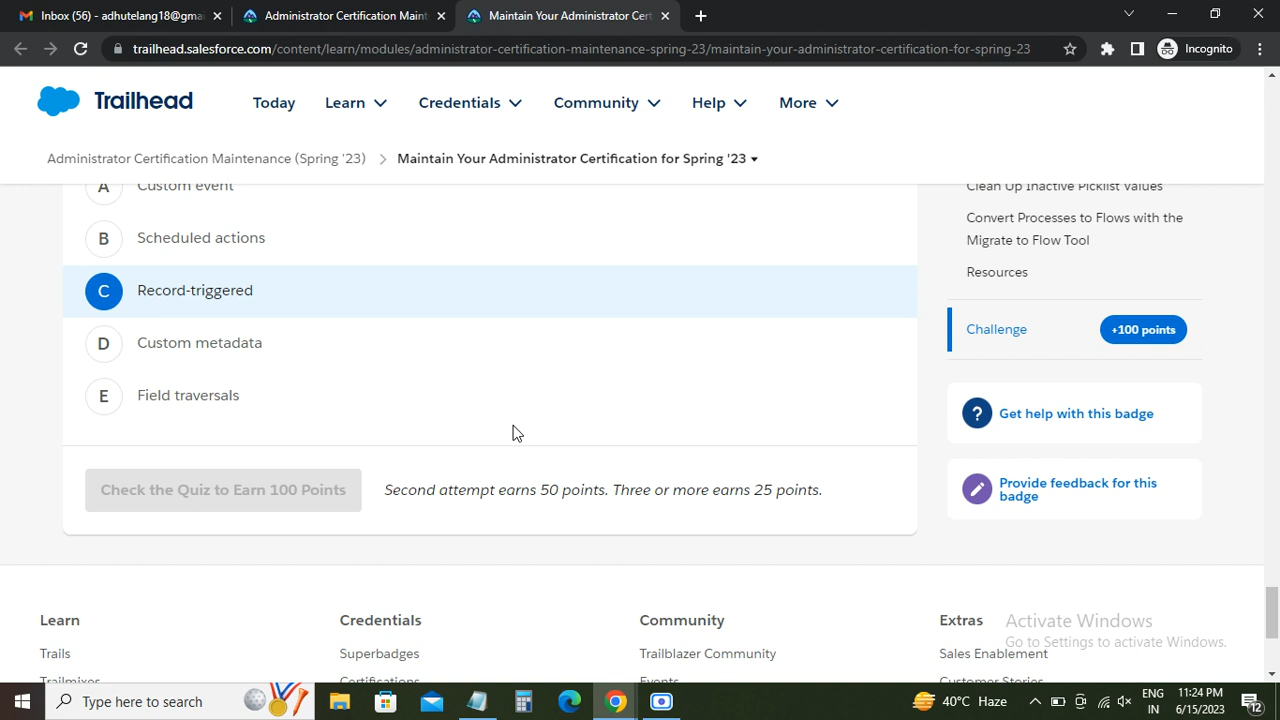 Inbox (56) - adhutelang18@gma
Administrator Certification Maint
Maintain Your Administrator Cert
trailhead.salesforce.com/content/learn/modules/administrator-certification-maintenance-spring-23/maintain-your-administrator-certification-for-spring-23
Incognito
Trailhead
Today
Learn
Credentials
Community
Help
More
Administrator Certification Maintenance (Spring '23)
Maintain Your Administrator Certification for Spring '23
A Custom event
B Scheduled actions
C Record-triggered
D Custom metadata
E Field traversals
Check the Quiz to Earn 100 Points
Second attempt earns 50 points. Three or more earns 25 points.
Clean Up Inactive Picklist Values
Convert Processes to Flows with the
Migrate to Flow Tool
Resources
Challenge
+100 points
? Get help with this badge
Provide feedback for this
badge
Learn
Trails
Trailmixes
Credentials
Superbadges
Certifications
Community
Trailblazer Community
Events
Extras
Sales Enablement
Customer Stories
Activate Windows
Go to Settings to activate Windows.
Type here to search
40°C Haze
ENG
IN
11:24 PM
6/15/2023
12